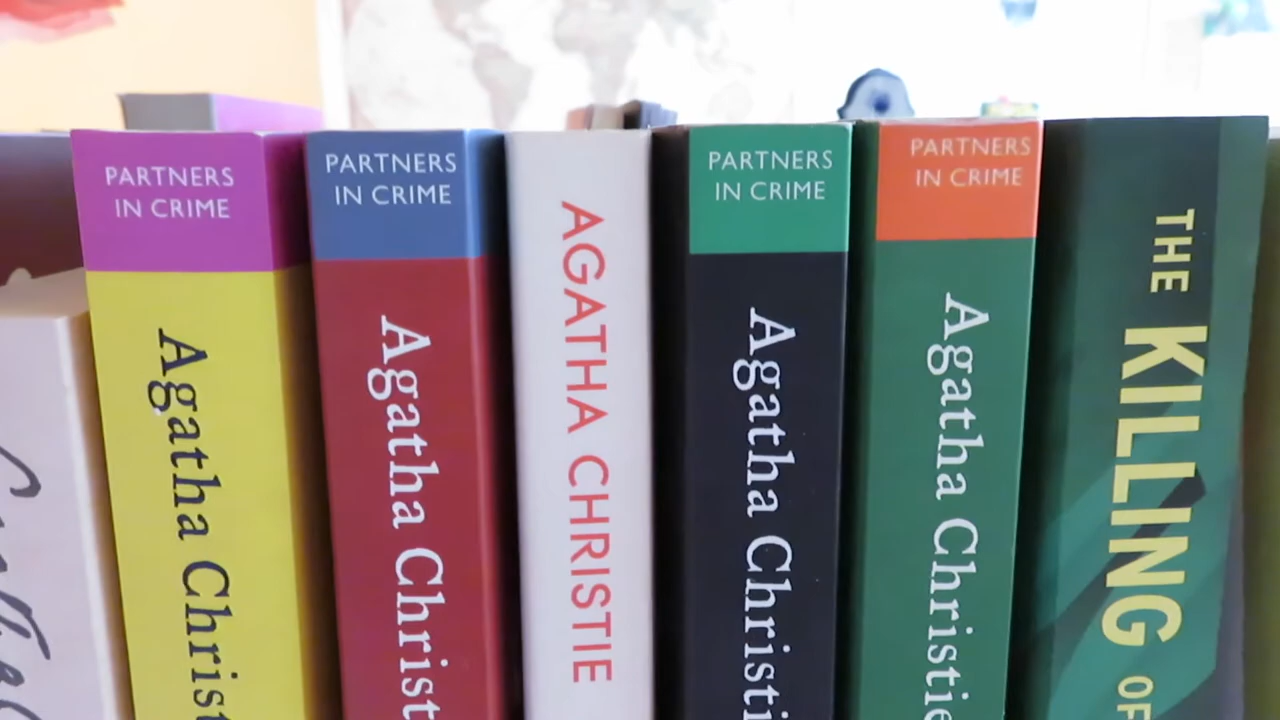 PARTNERS
IN CRIME
Agatha Christ
PARTNERS
IN CRIME
Agatha Christ
AGATHA CHRISTIE
PARTNERS
IN CRIME
Agatha Christi
PARTNERS
IN CRIME
Agatha Christie
THE KILLING OF